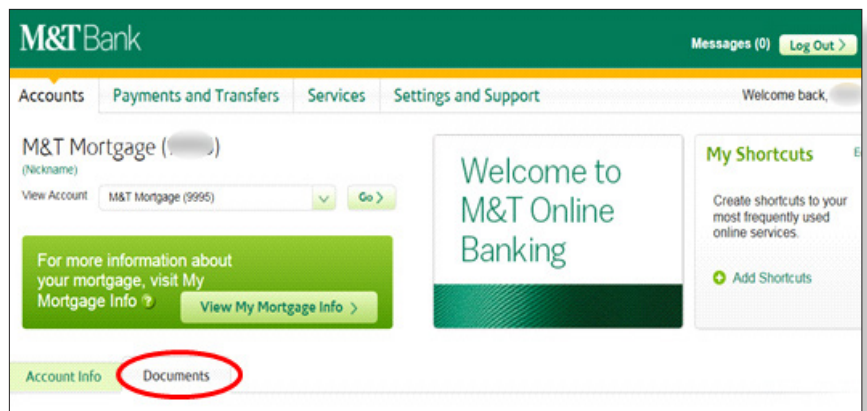 M&T Bank
Messages (0) Log Out >
Accounts Payments and Transfers Services Settings and Support Welcome back,
M&T Mortgage ( )
(Nickname)
View Account M&T Mortgage (9995) Go >
For more information about
your mortgage, visit My
Mortgage Info ?
View My Mortgage Info >
Welcome to
M&T Online
Banking
My Shortcuts
Create shortcuts to your
most frequently used
online services.
Add Shortcuts
Account Info Documents